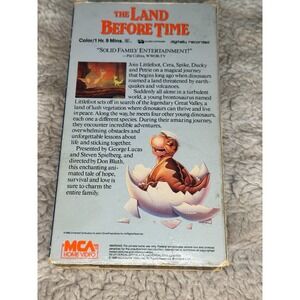 THE LAND
BEFORE TIME
Color/1 Hr. 9 Mins.
digitally recorded
"SOLID FAMILY ENTERTAINMENT!"
Join Littlefoot, Cera, Spike, Ducky
and Petrie on a magical journey
that begins long ago when dinosaurs
roamed a land threatened by earth-
quakes and volcanoes.
Suddenly all alone in a turbulent
world, a young brontosaurus named
Littlefoot sets off in search of the legendary Great Valley, a
land of lush vegetation where dinosaurs can thrive and live
in peace. Along the way, he meets four other young dinosaurs,
each one a different species. During their amazing journey,
they encounter incredible adventures,
overwhelming obstacles and
unforgettable lessons about
life and sticking together.
Presented by George Lucas
and Steven Spielberg, and
directed by Don Bluth,
this enchanting ani-
mated tale of hope,
survival and love is
sure to charm the
entire family.
MCA
HOME VIDEO